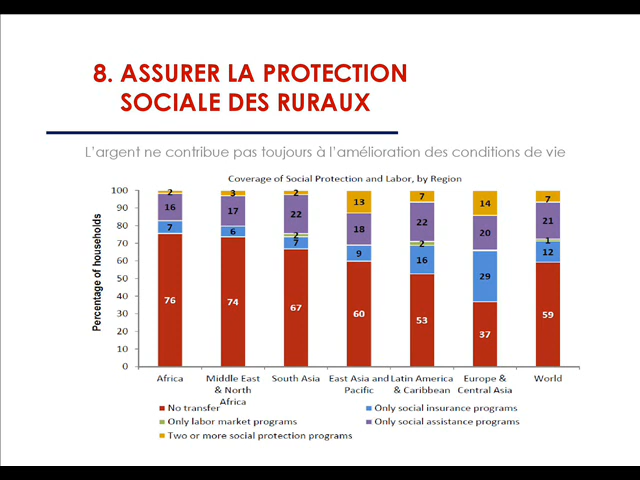 8. ASSURER LA PROTECTION
SOCIALE DES RURAUX
L'argent ne contribue pas toujours à l'amélioration des conditions de vie
Coverage of Social Protection and Labor, by Region
Percentage of households
100
90
80
70
60
50
40
30
20
10
0
2 3 2 13 7 14 7
16 17 22 18 22 20 21
2 2 1
7 6 7 9 16 29 12
76 74 67 60 53 37 59
Africa Middle East South Asia East Asia and Latin America Europe & World
& North Pacific & Caribbean Central Asia
Africa
No transfer Only social insurance programs
Only labor market programs Only social assistance programs
Two or more social protection programs